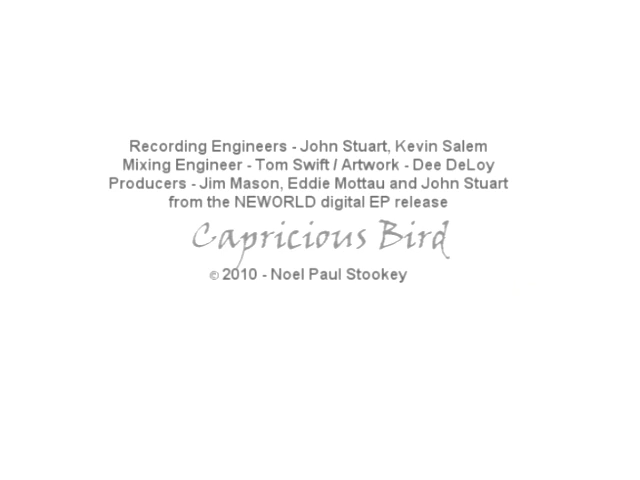 Recording Engineers - John Stuart, Kevin Salem
Mixing Engineer - Tom Swift / Artwork - Dee DeLoy
Producers - Jim Mason, Eddie Mottau and John Stuart
from the NEWORLD digital EP release
Capricious Bird
© 2010 - Noel Paul Stookey